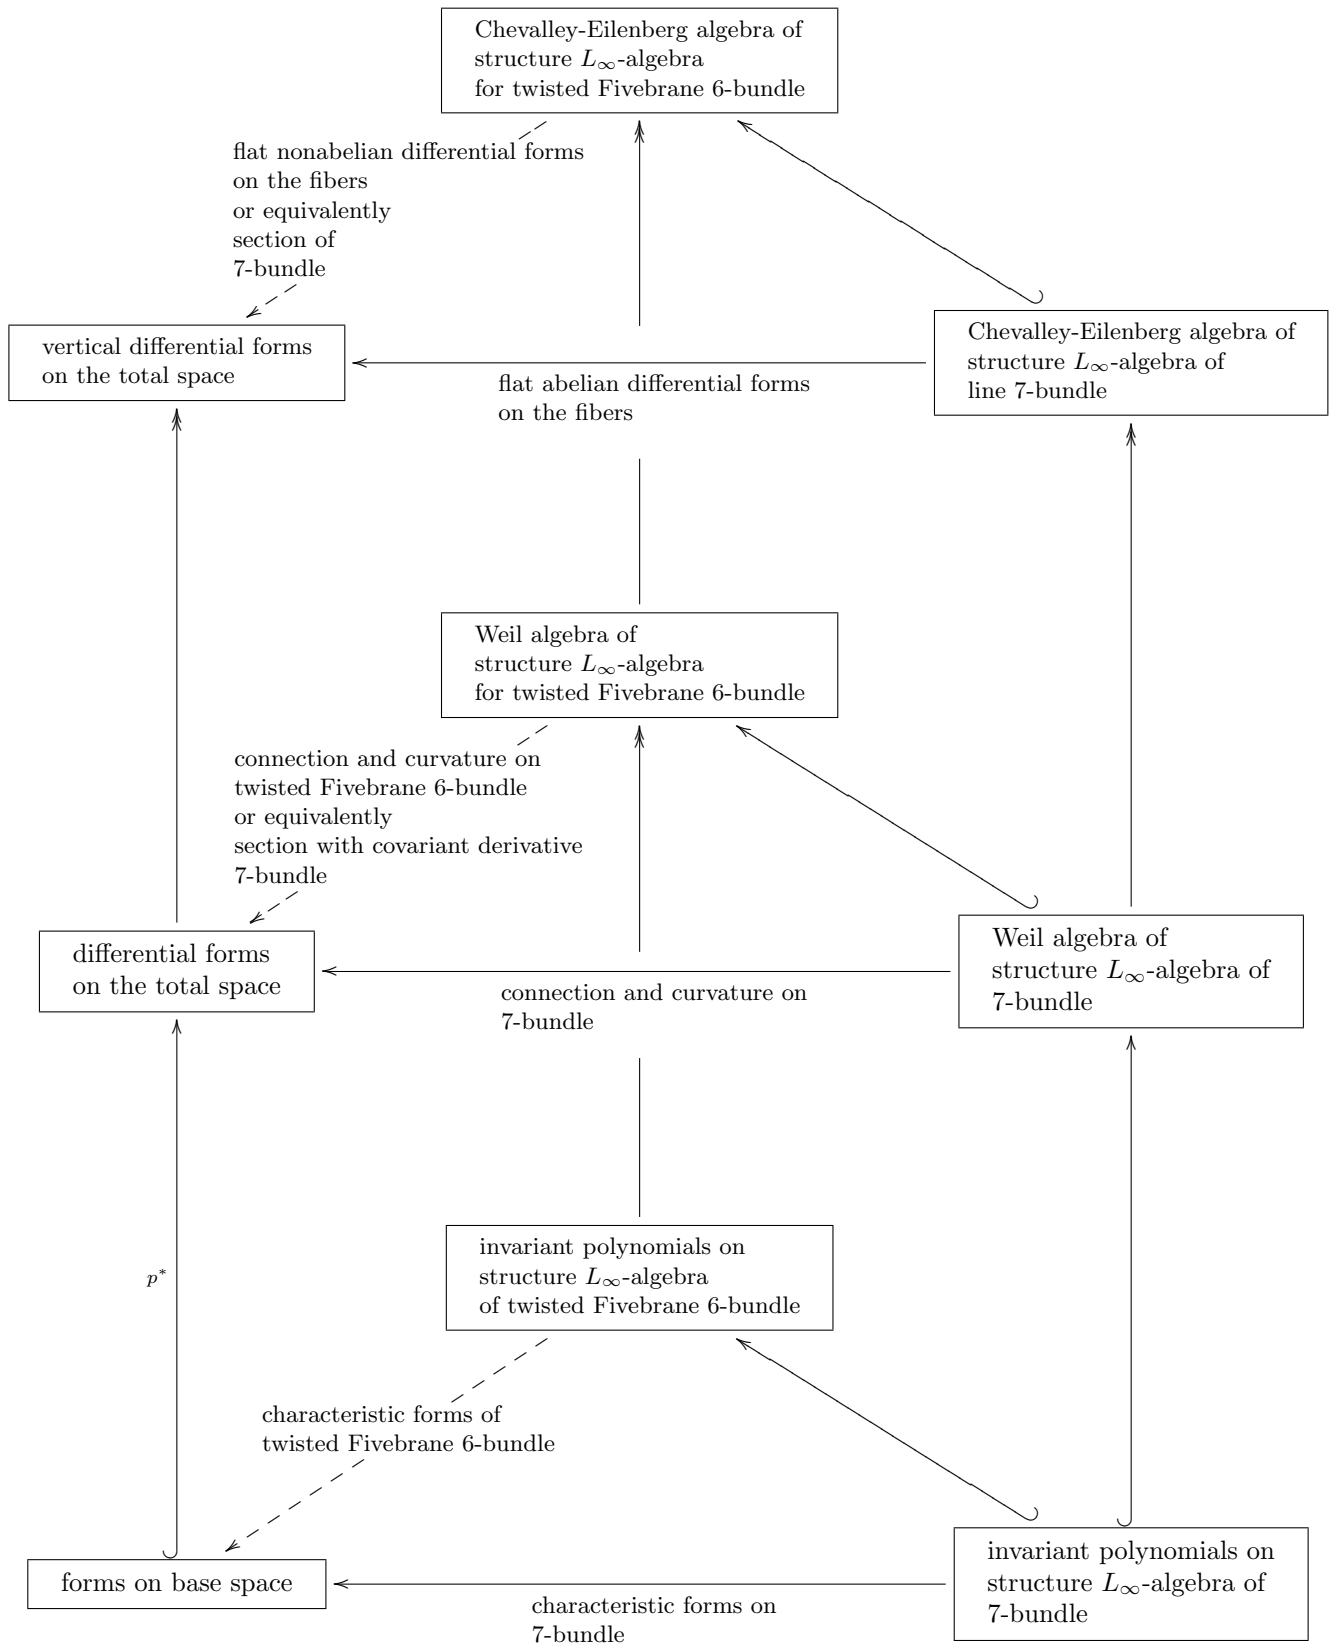 Chevalley-Eilenberg algebra of
structure L∞-algebra
for twisted Fivebrane 6-bundle
flat nonabelian differential forms
on the fibers
or equivalently
section of
7-bundle
vertical differential forms
on the total space
Chevalley-Eilenberg algebra of
structure L∞-algebra of
line 7-bundle
flat abelian differential forms
on the fibers
Weil algebra of
structure L∞-algebra
for twisted Fivebrane 6-bundle
connection and curvature on
twisted Fivebrane 6-bundle
or equivalently
section with covariant derivative
7-bundle
differential forms
on the total space
Weil algebra of
structure L∞-algebra of
7-bundle
connection and curvature on
7-bundle
invariant polynomials on
structure L∞-algebra
of twisted Fivebrane 6-bundle
p*
characteristic forms of
twisted Fivebrane 6-bundle
forms on base space
invariant polynomials on
structure L∞-algebra of
7-bundle
characteristic forms on
7-bundle